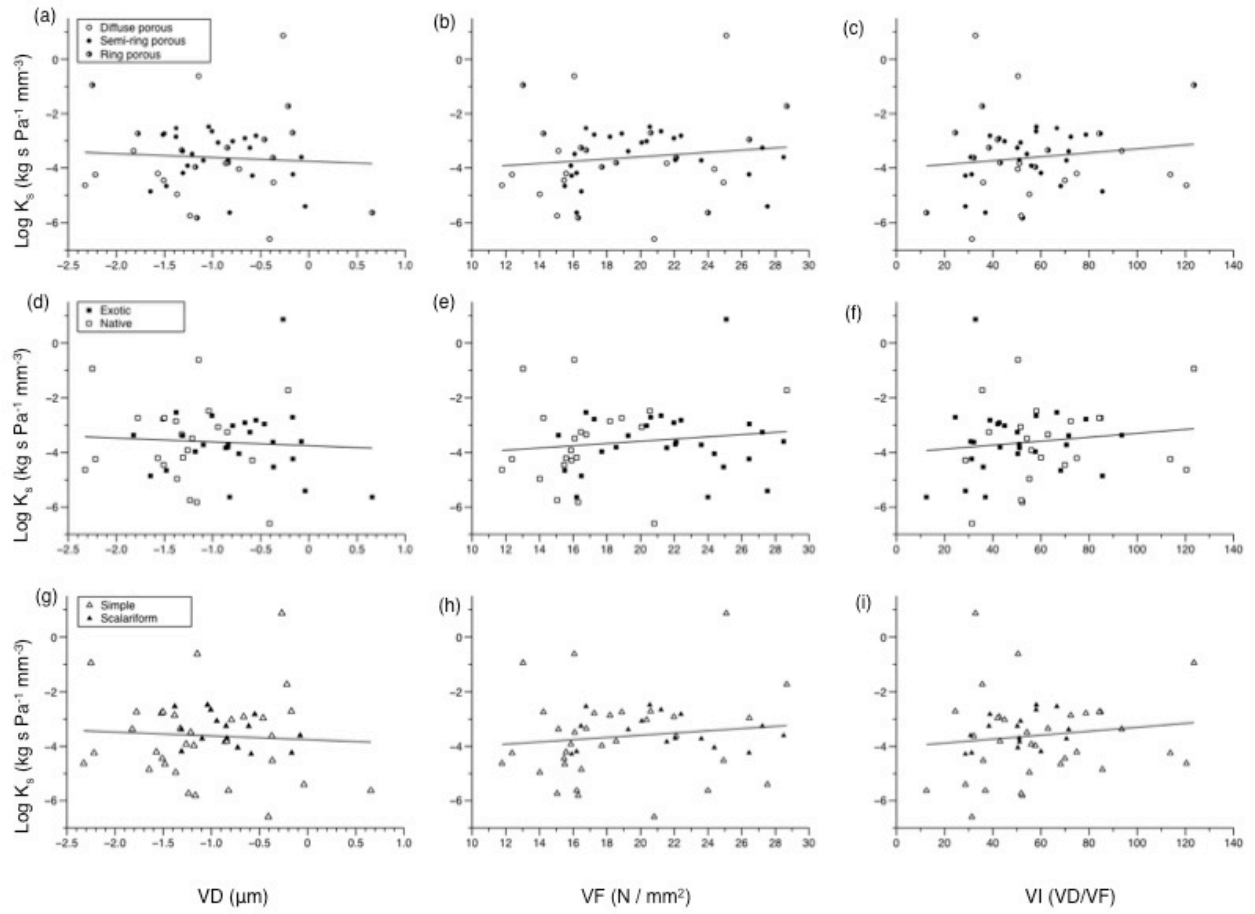 (a)
(b)
(c)
Diffuse porous
Semi-ring porous
Ring porous
Log Ks (kg s Pa-1 mm-3)
0
−2
−4
−6
−2.5 −2.0 −1.5 −1.0 −0.5 0 0.5 1.0
10 12 14 16 18 20 22 24 26 28 30
0 20 40 60 80 100 120 140
(d)
(e)
(f)
Exotic
Native
Log Ks (kg s Pa-1 mm-3)
0
−2
−4
−6
−2.5 −2.0 −1.5 −1.0 −0.5 0 0.5 1.0
10 12 14 16 18 20 22 24 26 28 30
0 20 40 60 80 100 120 140
(g)
(h)
(i)
Simple
Scalariform
Log Ks (kg s Pa-1 mm-3)
0
−2
−4
−6
−2.5 −2.0 −1.5 −1.0 −0.5 0 0.5 1.0
10 12 14 16 18 20 22 24 26 28 30
0 20 40 60 80 100 120 140
VD (µm)
VF (N / mm²)
VI (VD/VF)